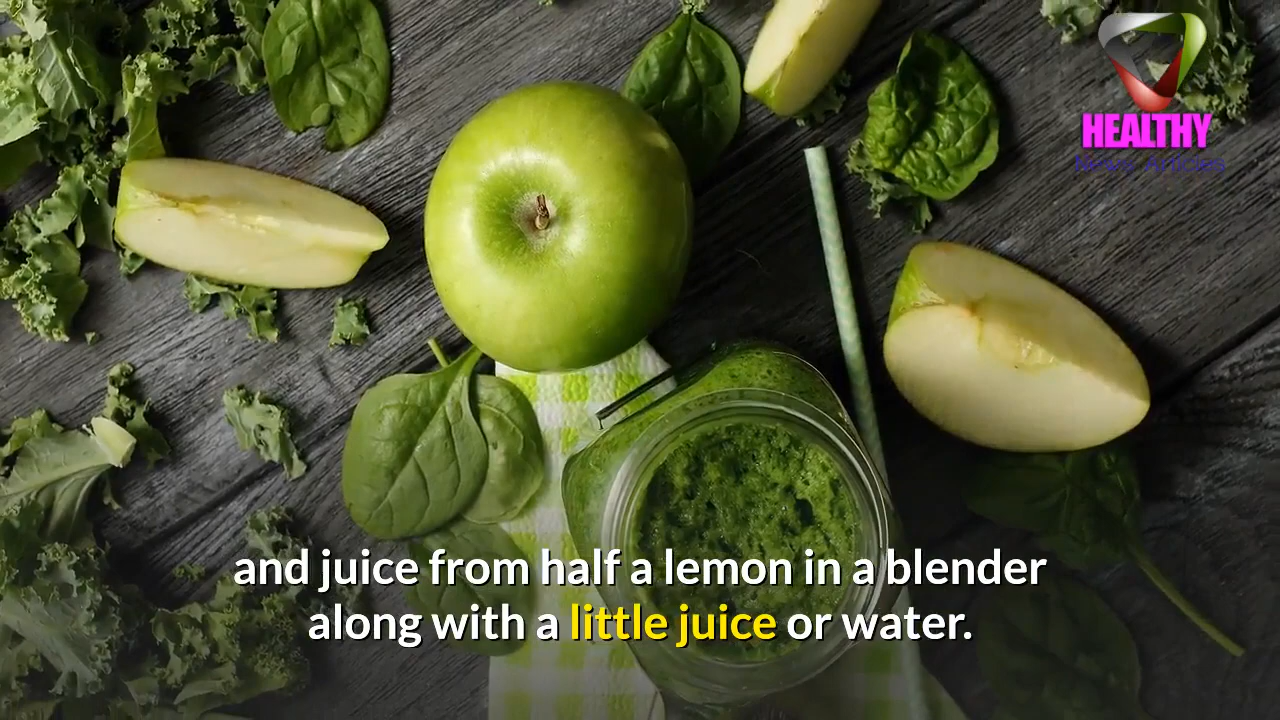 HEALTHY
News Articles
and juice from half a lemon in a blender
along with a little juice or water.